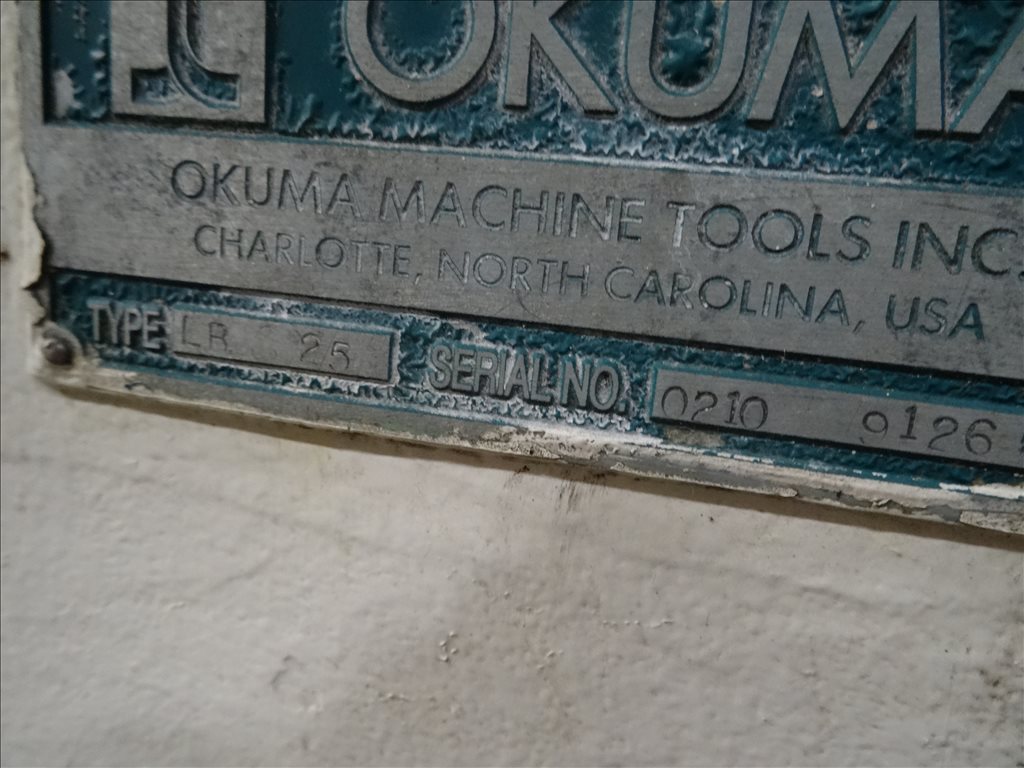 OKUMA
OKUMA MACHINE TOOLS INC.
CHARLOTTE, NORTH CAROLINA, USA
TYPE LR 25 SERIAL NO. 0210 9126